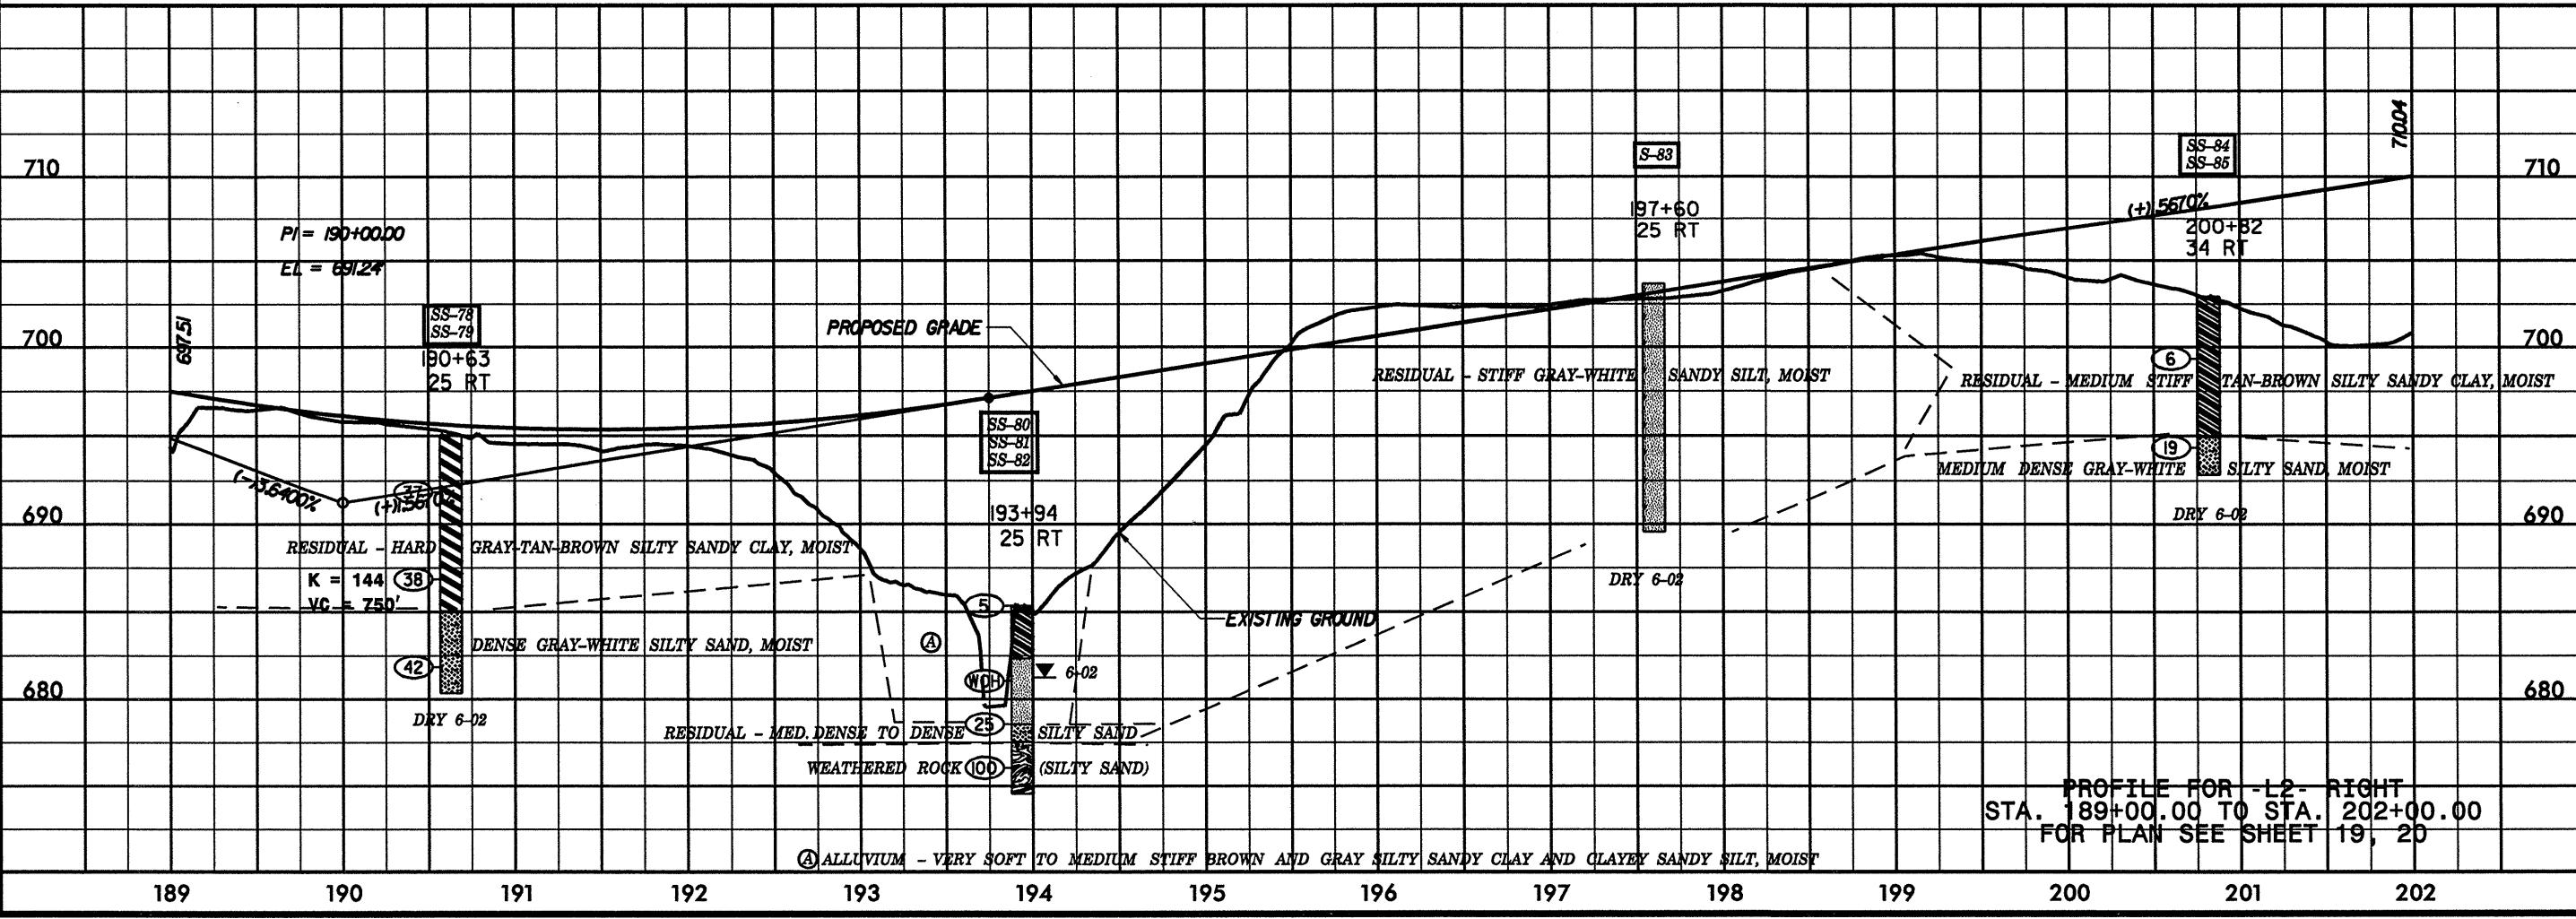 710.04
S-83
SS-84
SS-85
710
710
197+60
25 RT
(+)1.5670%
200+82
34 RT
PI = 190+00.00
EL = 691.24'
SS-78
SS-79
697.51
190+63
25 RT
PROPOSED GRADE
700
700
6
RESIDUAL - STIFF GRAY-WHITE SANDY SILT, MOIST
RESIDUAL - MEDIUM STIFF TAN-BROWN SILTY SANDY CLAY, MOIST
SS-80
SS-81
SS-82
19
MEDIUM DENSE GRAY-WHITE SILTY SAND, MOIST
(-)3.6400%
(+)1.5670%
193+94
25 RT
690
690
DRY 6-02
RESIDUAL - HARD GRAY-TAN-BROWN SILTY SANDY CLAY, MOIST
K = 144
38
DRY 6-02
VC = 750'
5
EXISTING GROUND
A
DENSE GRAY-WHITE SILTY SAND, MOIST
42
WOH
6-02
680
680
DRY 6-02
25
RESIDUAL - MED. DENSE TO DENSE SILTY SAND
WEATHERED ROCK
100
(SILTY SAND)
PROFILE FOR -L2- RIGHT
STA. 189+00.00 TO STA. 202+00.00
FOR PLAN SEE SHEET 19, 20
A ALLUVIUM - VERY SOFT TO MEDIUM STIFF BROWN AND GRAY SILTY SANDY CLAY AND CLAYEY SANDY SILT, MOIST
189 190 191 192 193 194 195 196 197 198 199 200 201 202